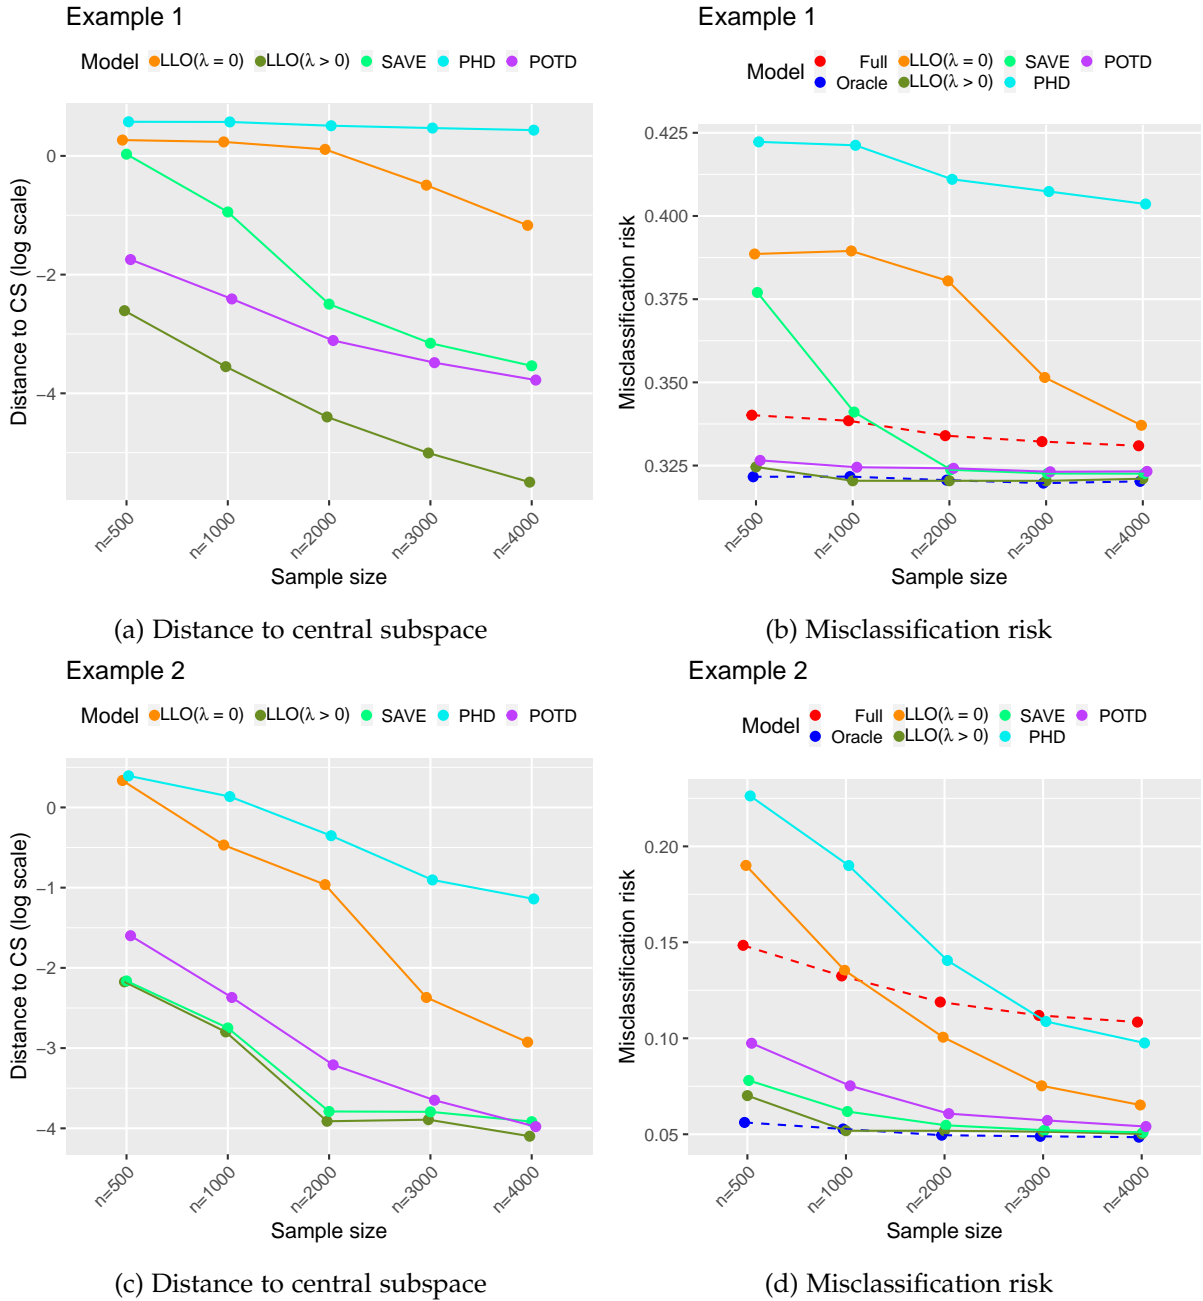 Example 1
Model LLO(λ = 0) LLO(λ > 0) SAVE PHD POTD
Distance to CS (log scale)
0
−2
−4
n=500 n=1000 n=2000 n=3000 n=4000
Sample size
(a) Distance to central subspace
Example 1
Model Full LLO(λ = 0) SAVE POTD
Oracle LLO(λ > 0) PHD
Misclassification risk
0.425
0.400
0.375
0.350
0.325
n=500 n=1000 n=2000 n=3000 n=4000
Sample size
(b) Misclassification risk
Example 2
Model LLO(λ = 0) LLO(λ > 0) SAVE PHD POTD
Distance to CS (log scale)
0
−1
−2
−3
−4
n=500 n=1000 n=2000 n=3000 n=4000
Sample size
(c) Distance to central subspace
Example 2
Model Full LLO(λ = 0) SAVE POTD
Oracle LLO(λ > 0) PHD
Misclassification risk
0.20
0.15
0.10
0.05
n=500 n=1000 n=2000 n=3000 n=4000
Sample size
(d) Misclassification risk